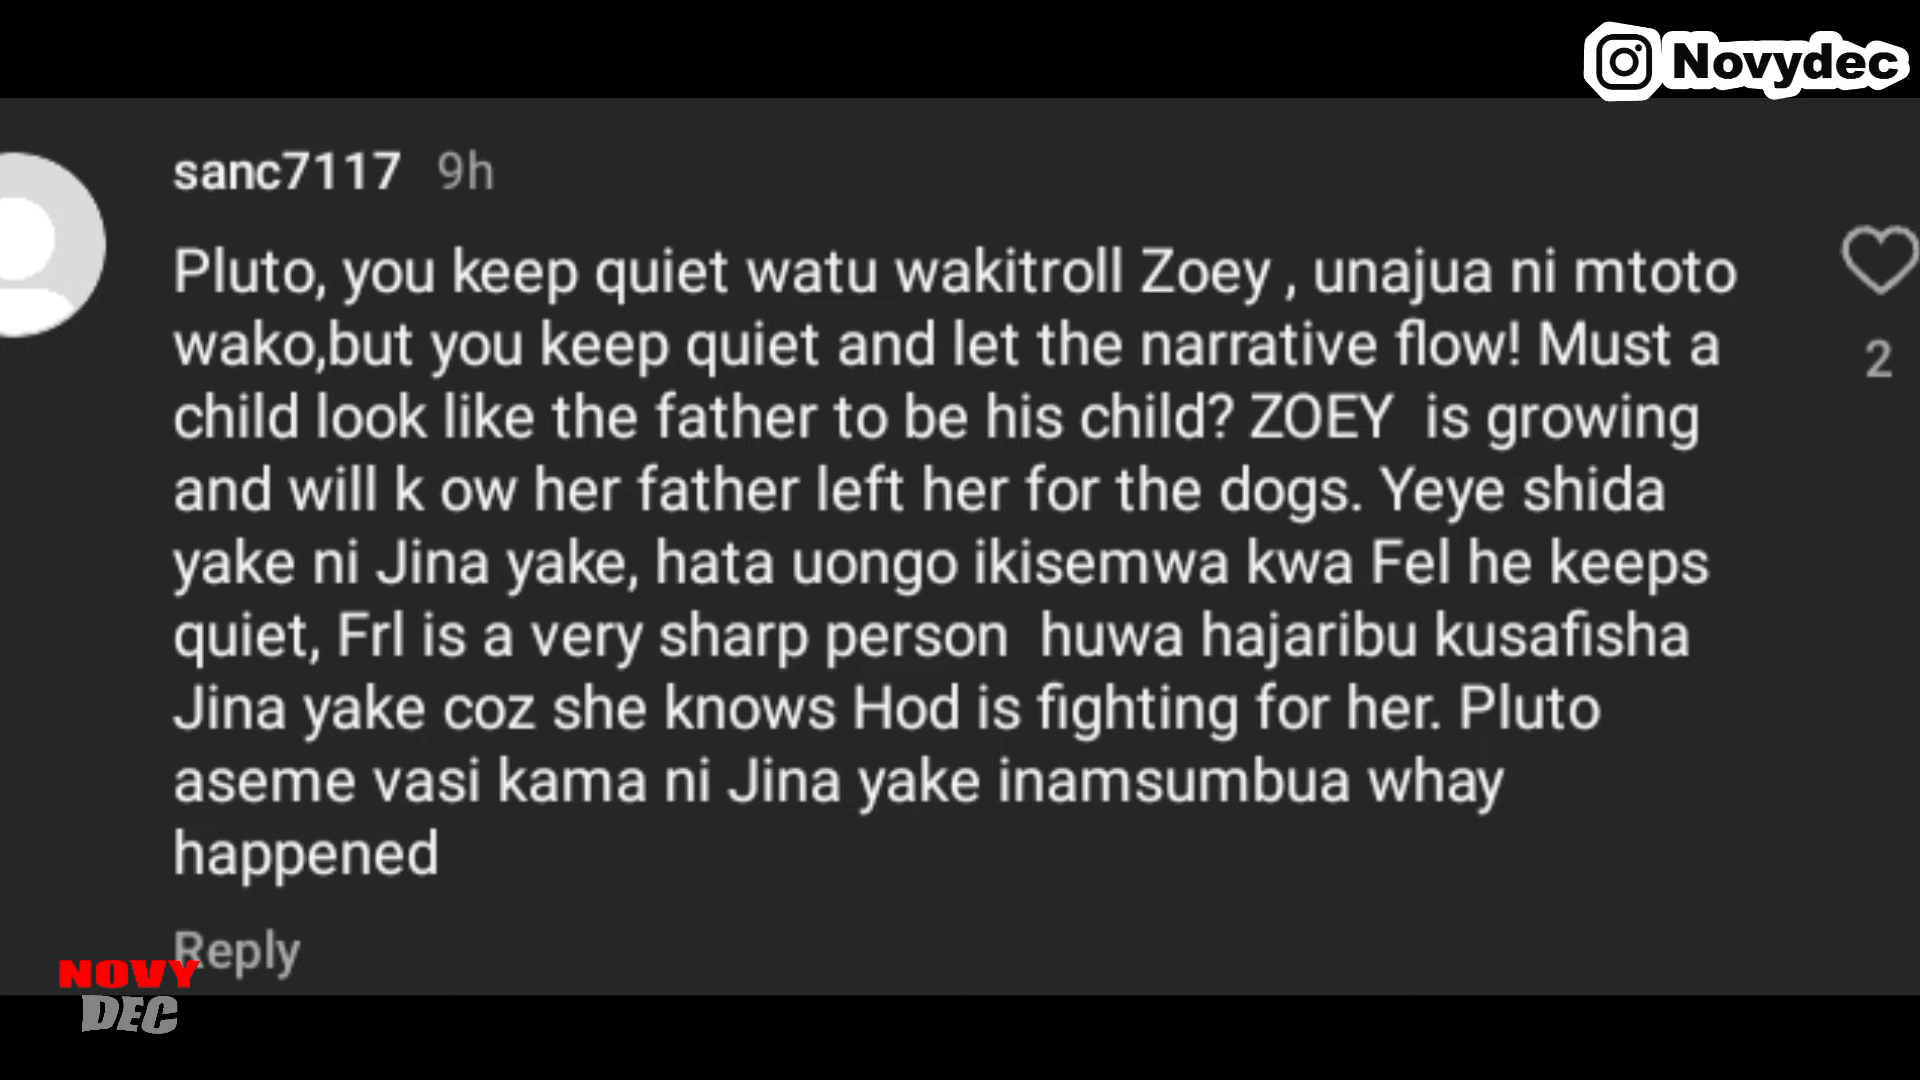 Novydec
sanc7117 9h
Pluto, you keep quiet watu wakitroll Zoey , unajua ni mtoto
wako,but you keep quiet and let the narrative flow! Must a
2
child look like the father to be his child? ZOEY is growing
and will k ow her father left her for the dogs. Yeye shida
yake ni Jina yake, hata uongo ikisemwa kwa Fel he keeps
quiet, Frl is a very sharp person huwa hajaribu kusafisha
Jina yake coz she knows Hod is fighting for her. Pluto
aseme vasi kama ni Jina yake inamsumbua whay
happened
Reply
NOVY
DEC